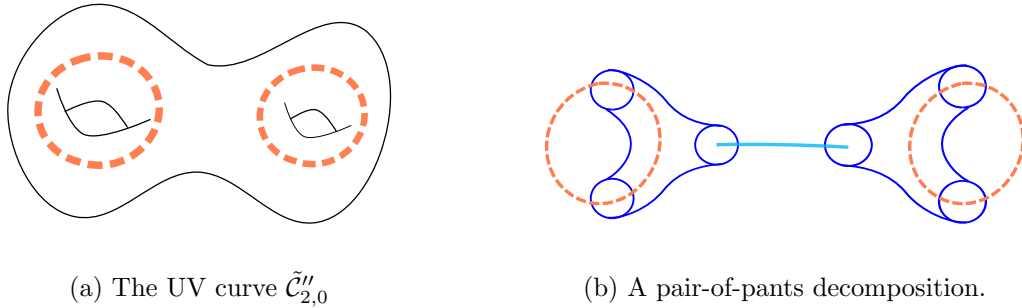 (a) The UV curve $\tilde{\mathcal{C}}''_{2,0}$
(b) A pair-of-pants decomposition.